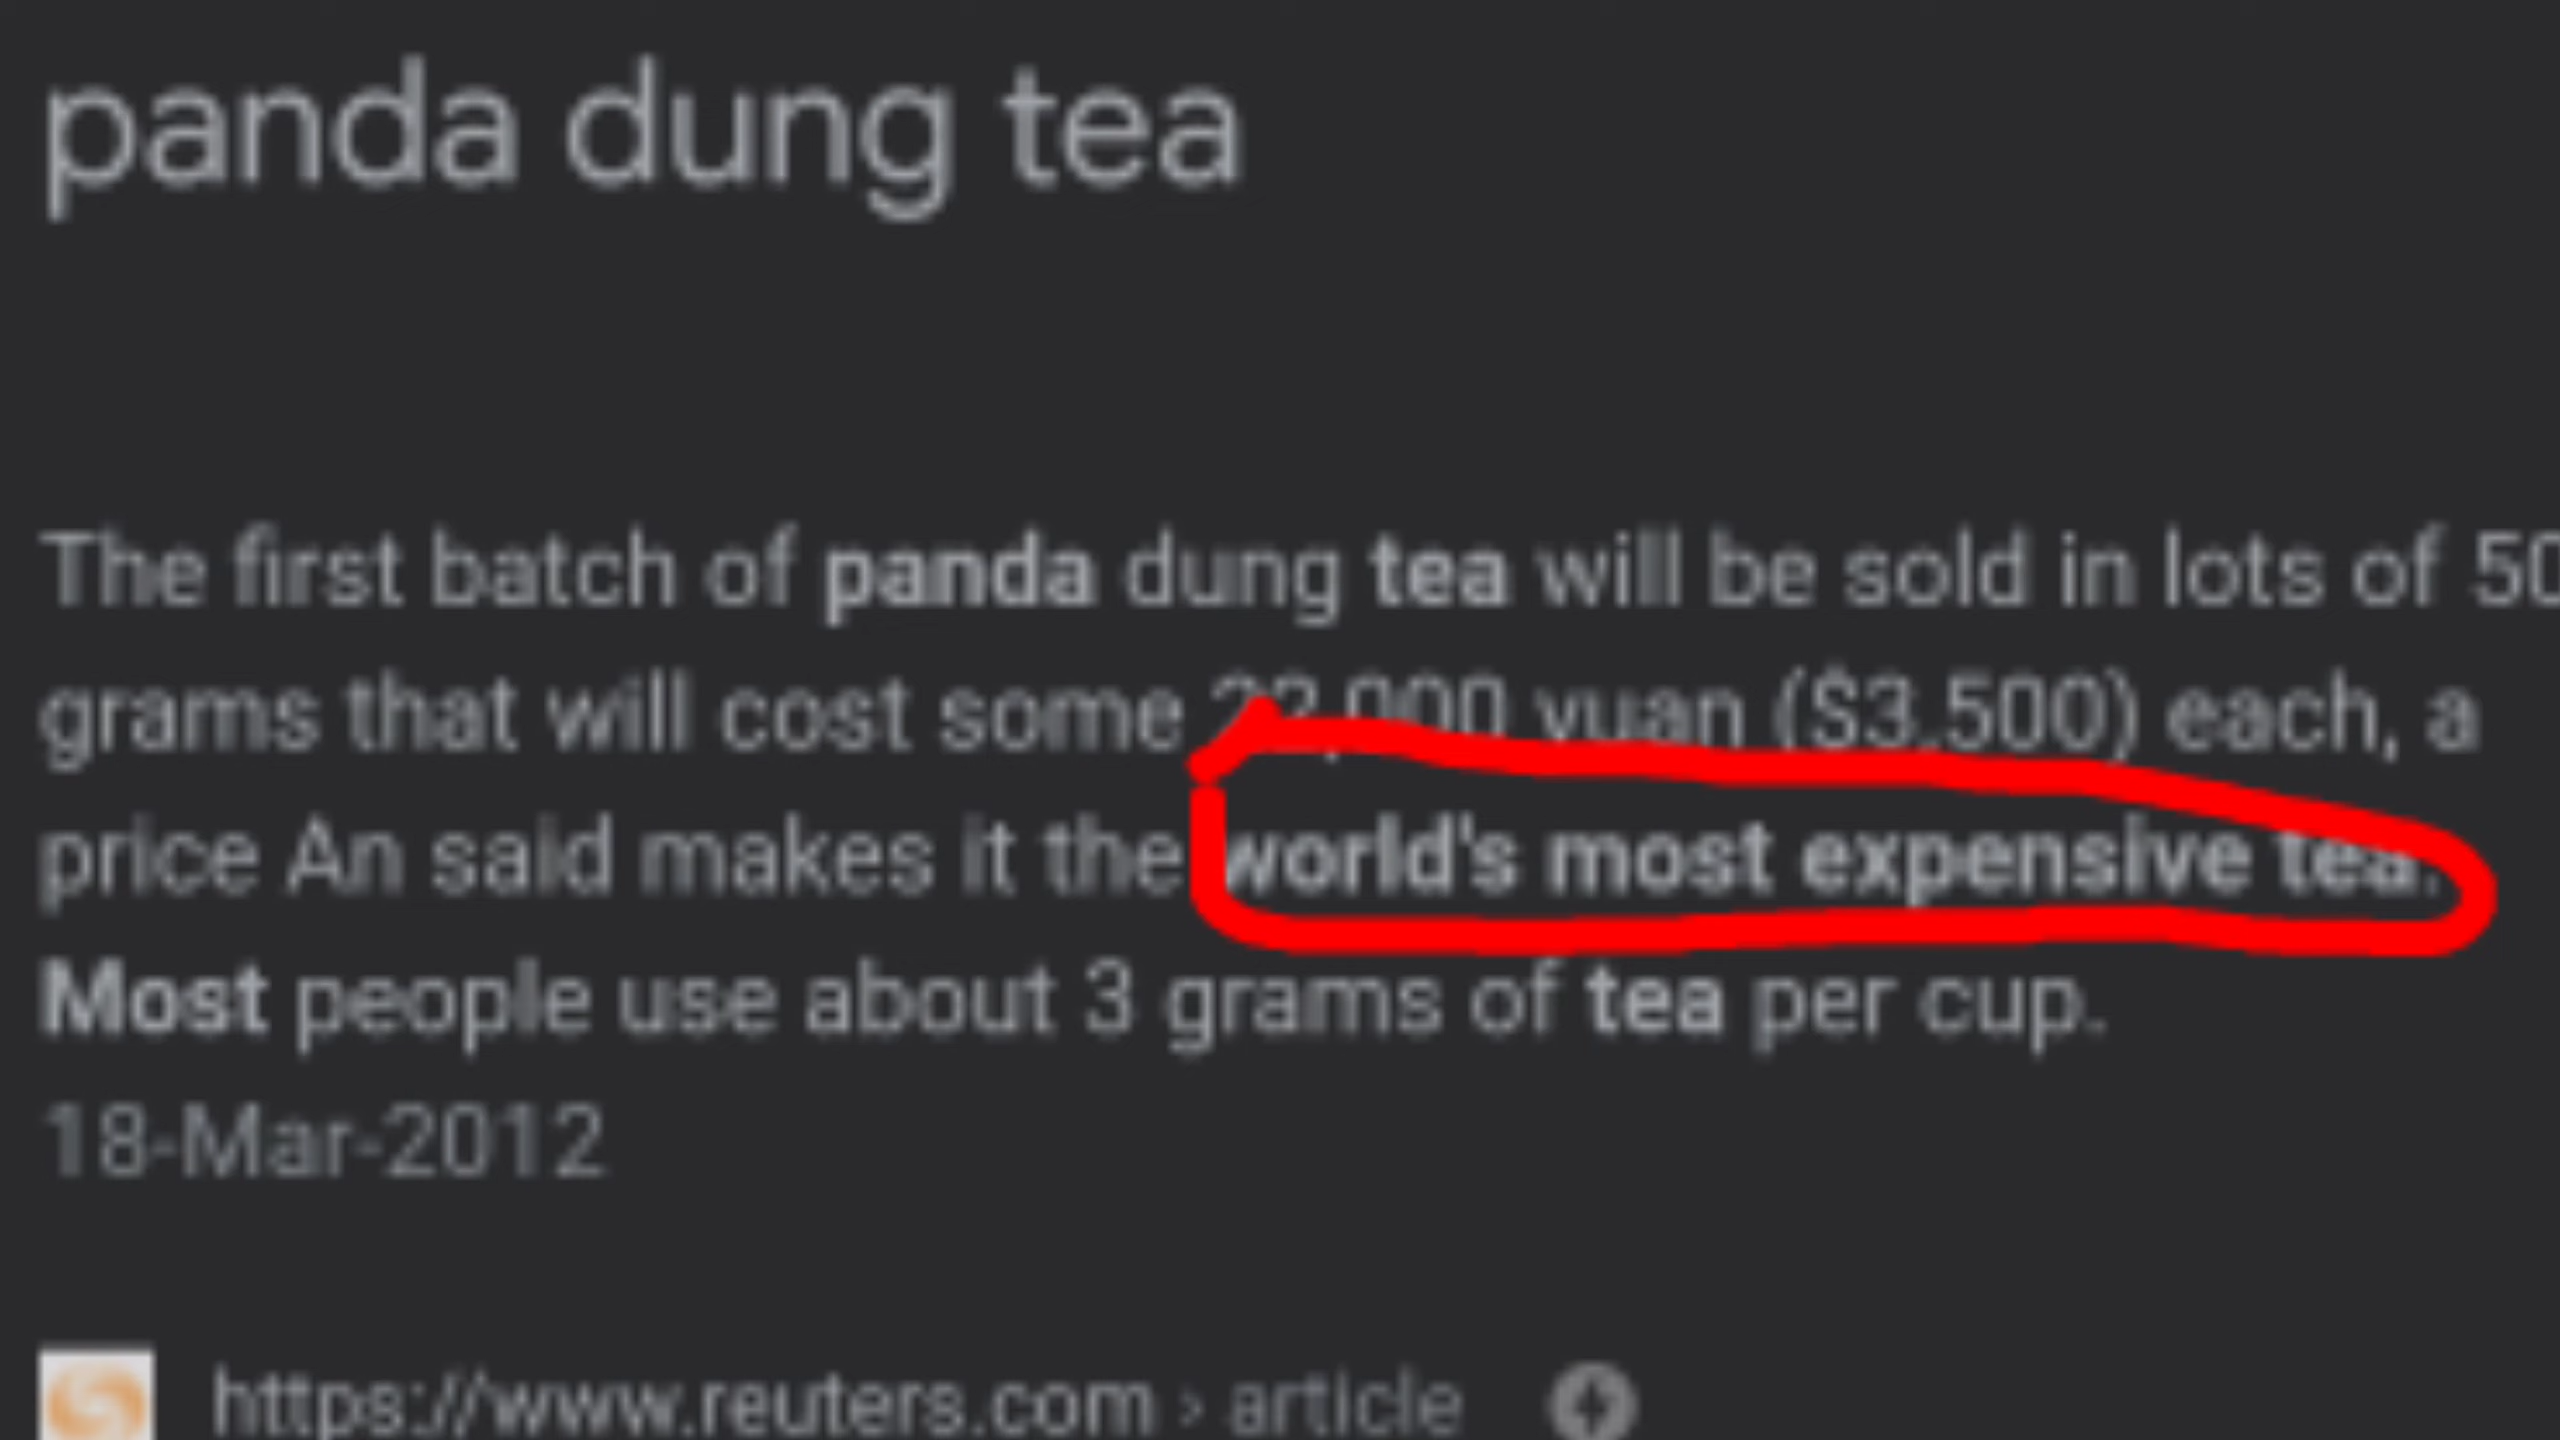 panda dung tea
The first batch of panda dung tea will be sold in lots of 50
grams that will cost some 22,000 yuan ($3,500) each, a
price An said makes it the world's most expensive tea.
Most people use about 3 grams of tea per cup.
18-Mar-2012
https://www.reuters.com › article